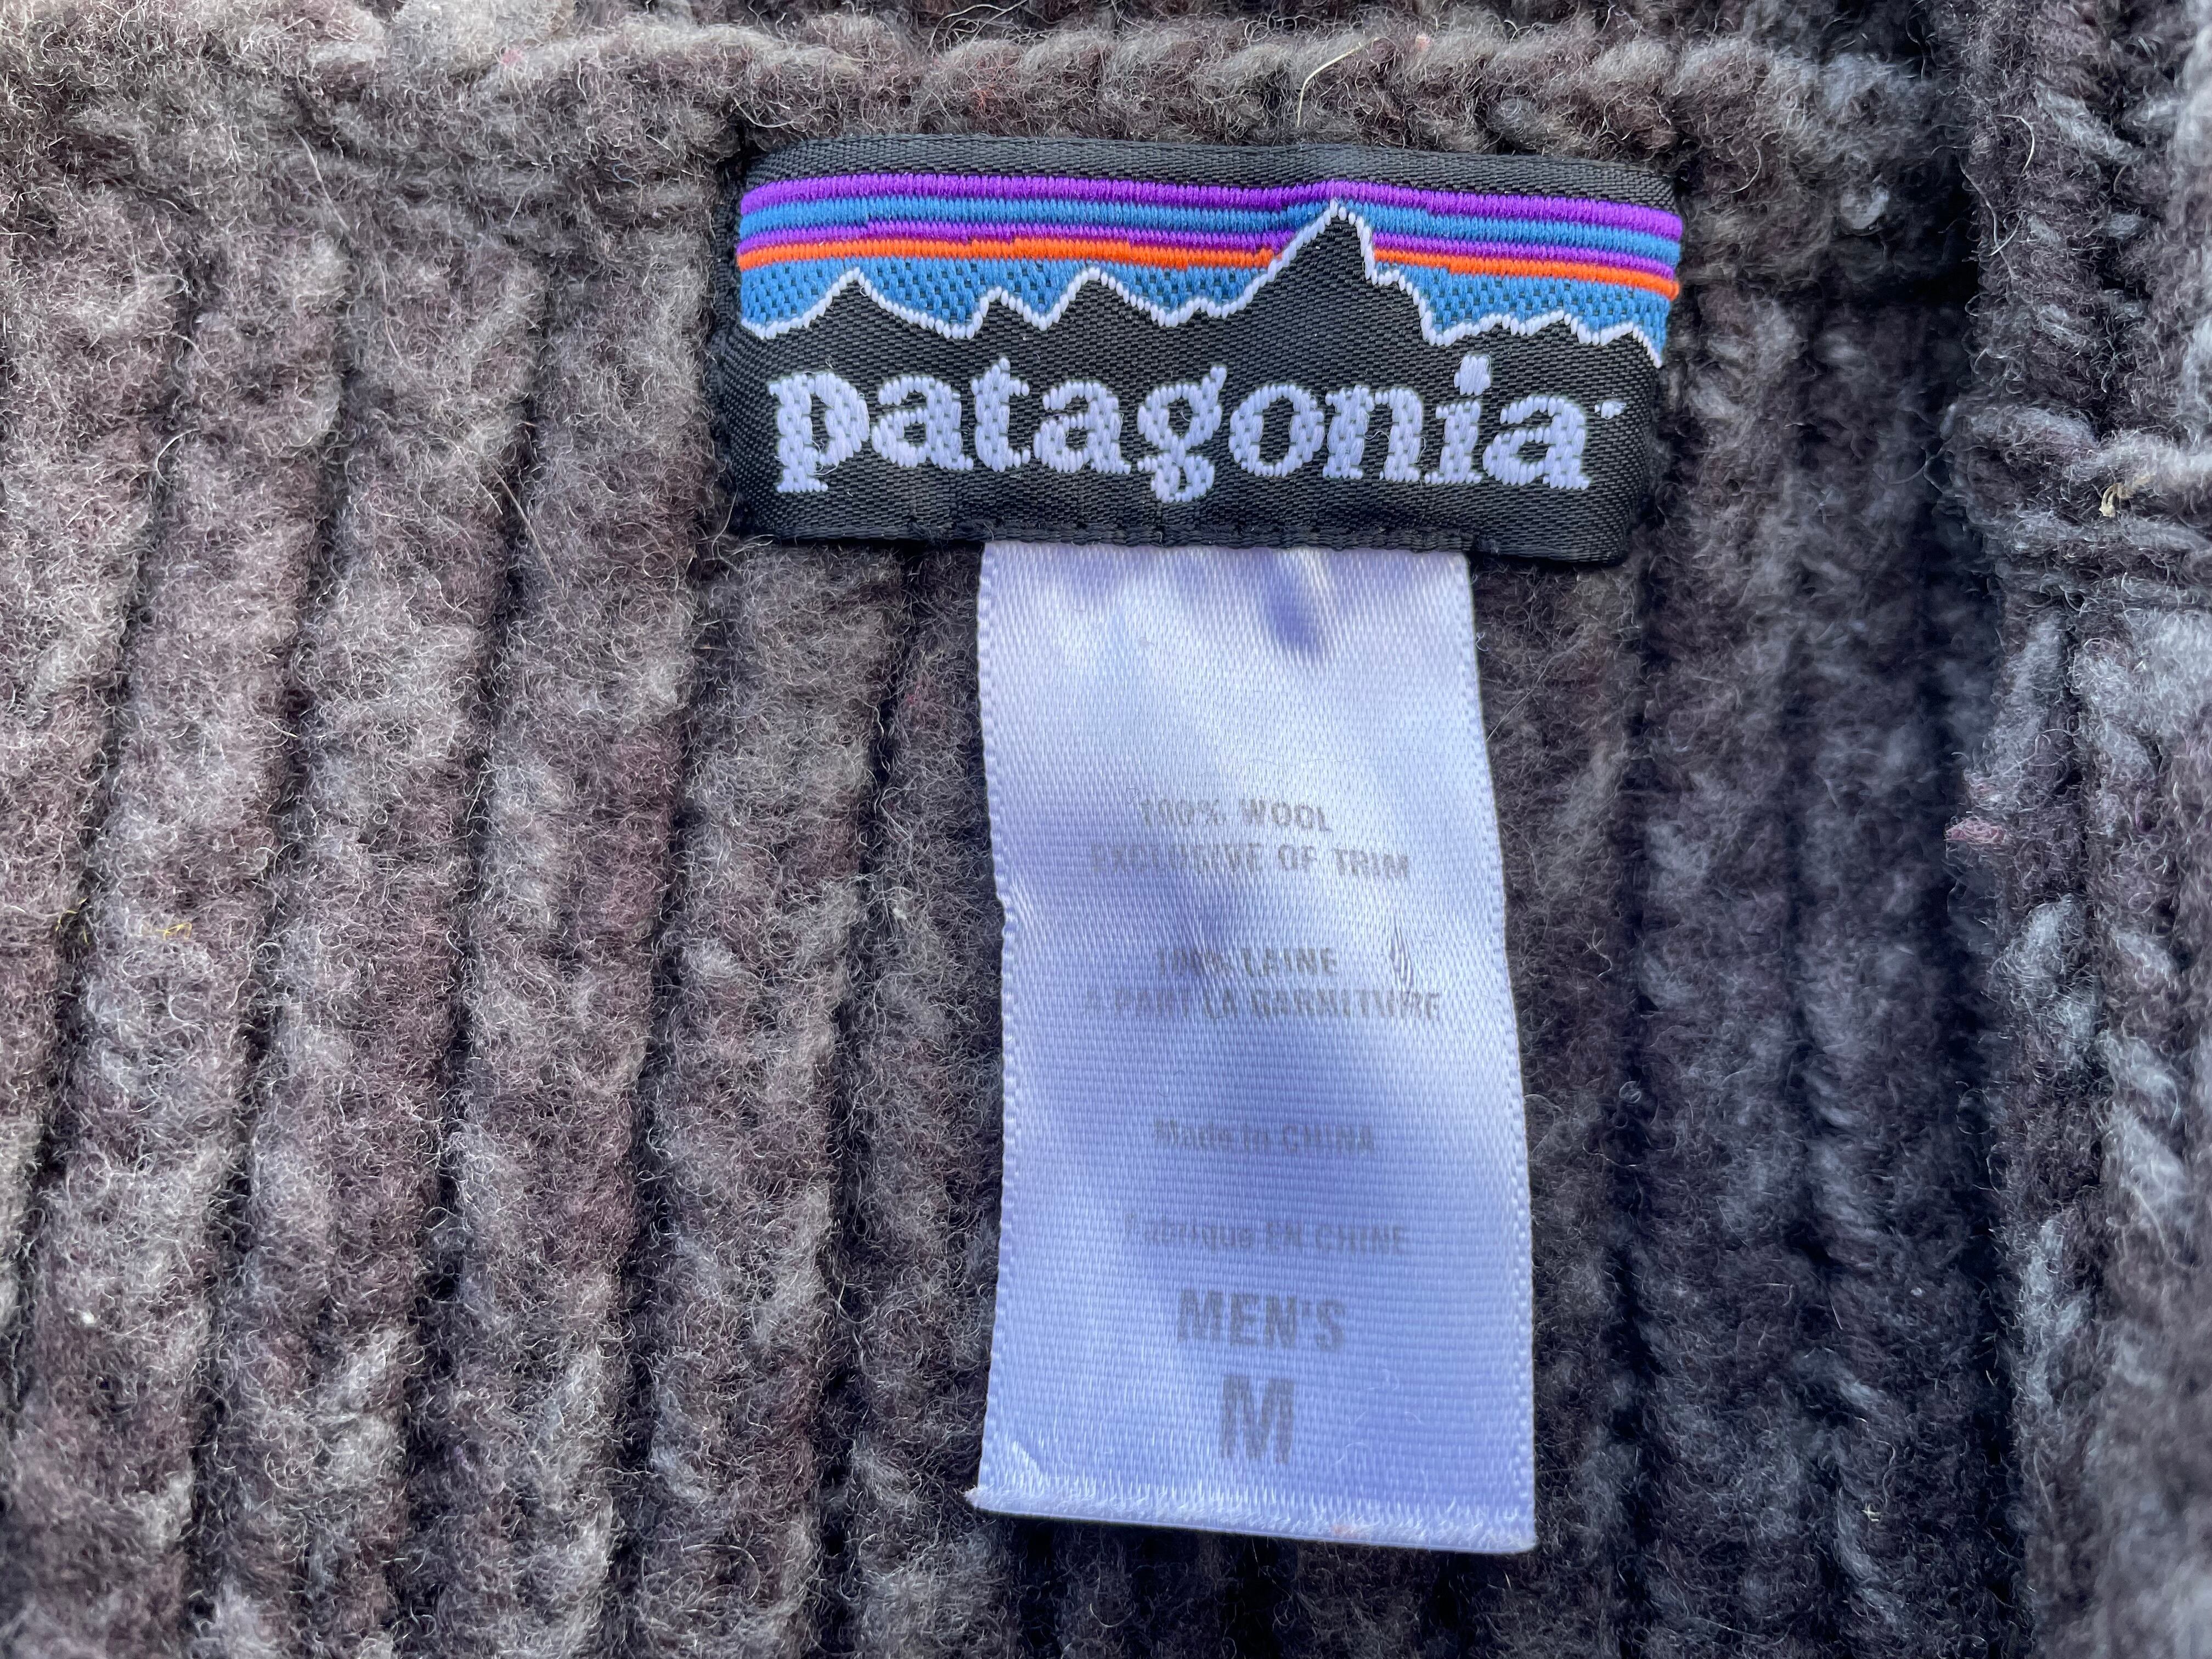 patagonia
100% WOOL
EXCLUSIVE OF TRIM
100% LAINE
À PART LA GARNITURE
Made in CHINA
Fabriqué EN CHINE
MEN'S
M